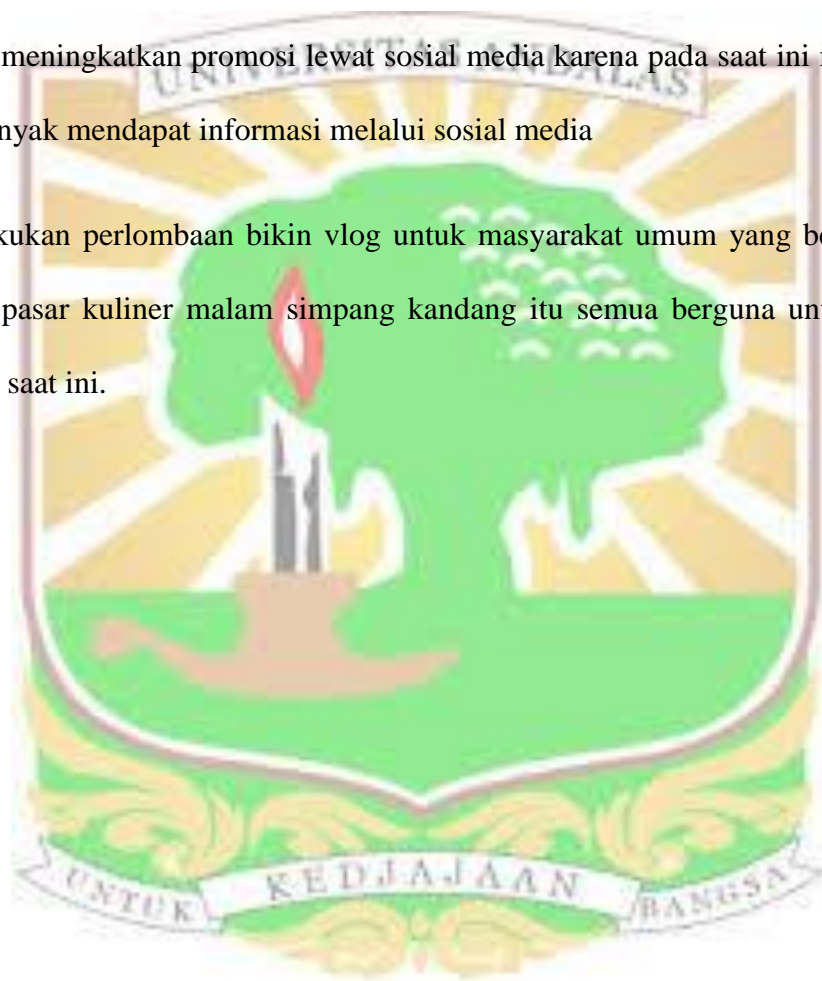 UNIVERSITAS ANDALAS
meningkatkan promosi lewat sosial media karena pada saat ini
nyak mendapat informasi melalui sosial media
kukan perlombaan bikin vlog untuk masyarakat umum yang
pasar kuliner malam simpang kandang itu semua berguna
saat ini.
UNTUK KEDJAJAAN BANGSA